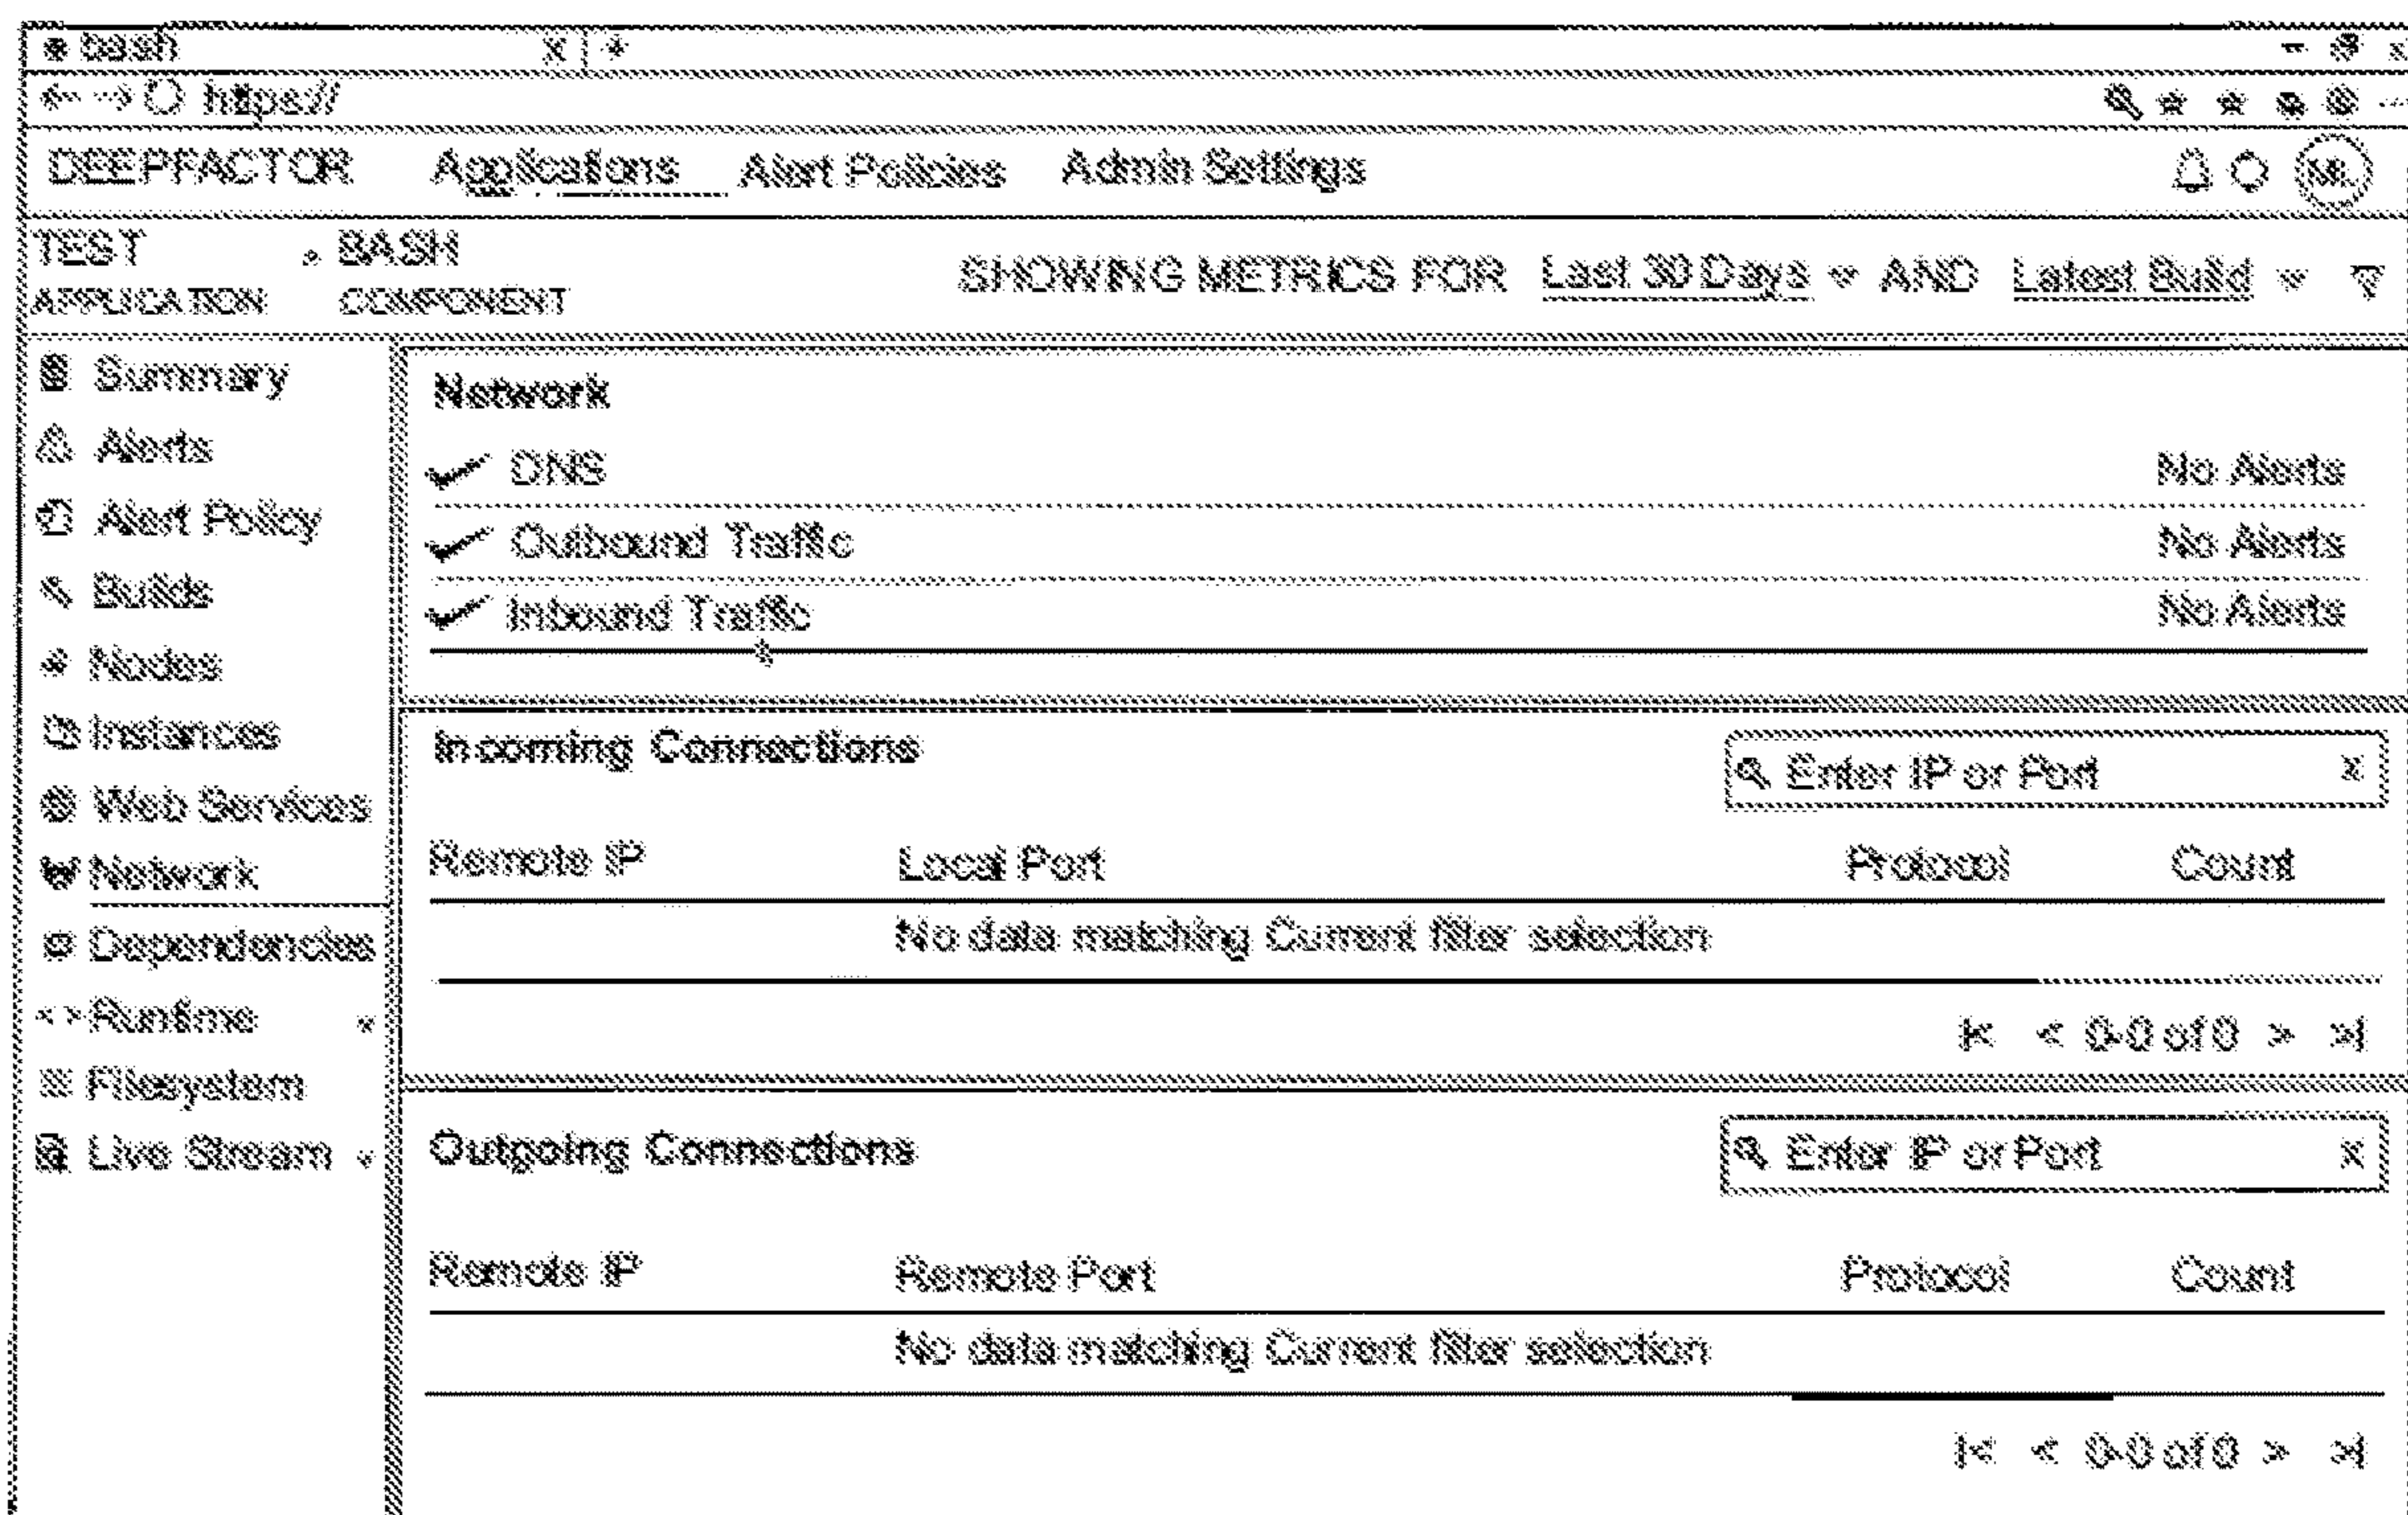 bash x
https://
DEEPFACTOR Applications Alert Policies Admin Settings
TEST BASH
APPLICATION COMPONENT
SHOWING METRICS FOR Last 30 Days AND Latest Build
Summary
Alerts
Alert Policy
Builds
Nodes
Instances
Web Services
Network
Dependencies
<> Runtime
Filesystem
Live Stream
Network
DNS No Alerts
Outbound Traffic No Alerts
Inbound Traffic No Alerts
Incoming Connections Enter IP or Port x
Remote IP Local Port Protocol Count
No data matching Current filter selection
|< < 0-0 of 0 > >|
Outgoing Connections Enter IP or Port x
Remote IP Remote Port Protocol Count
No data matching Current filter selection
|< < 0-0 of 0 > >|